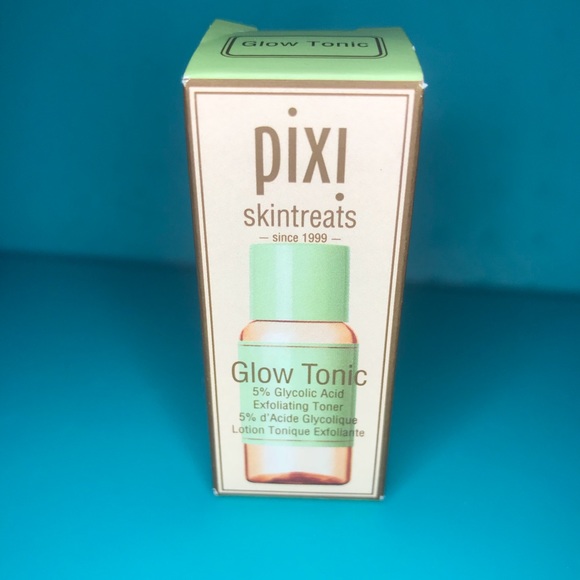 Glow Tonic
pixi
skintreats
– since 1999 –
Glow Tonic
5% Glycolic Acid
Exfoliating Toner
5% d'Acide Glycolique
Lotion Tonique Exfoliante